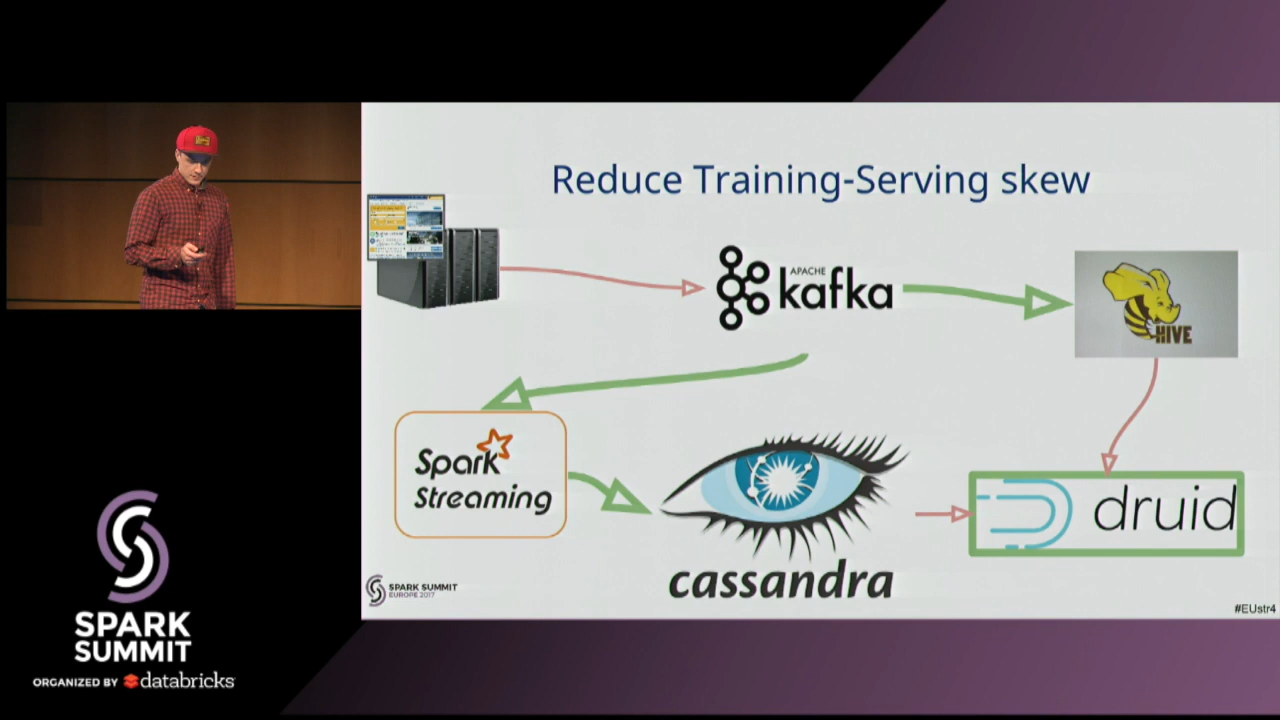 Reduce Training-Serving skew
APACHE
kafka
HIVE
Spark
Streaming
cassandra
druid
SPARK SUMMIT
EUROPE 2017
#EUstr4
SPARK
SUMMIT
ORGANIZED BY databricks